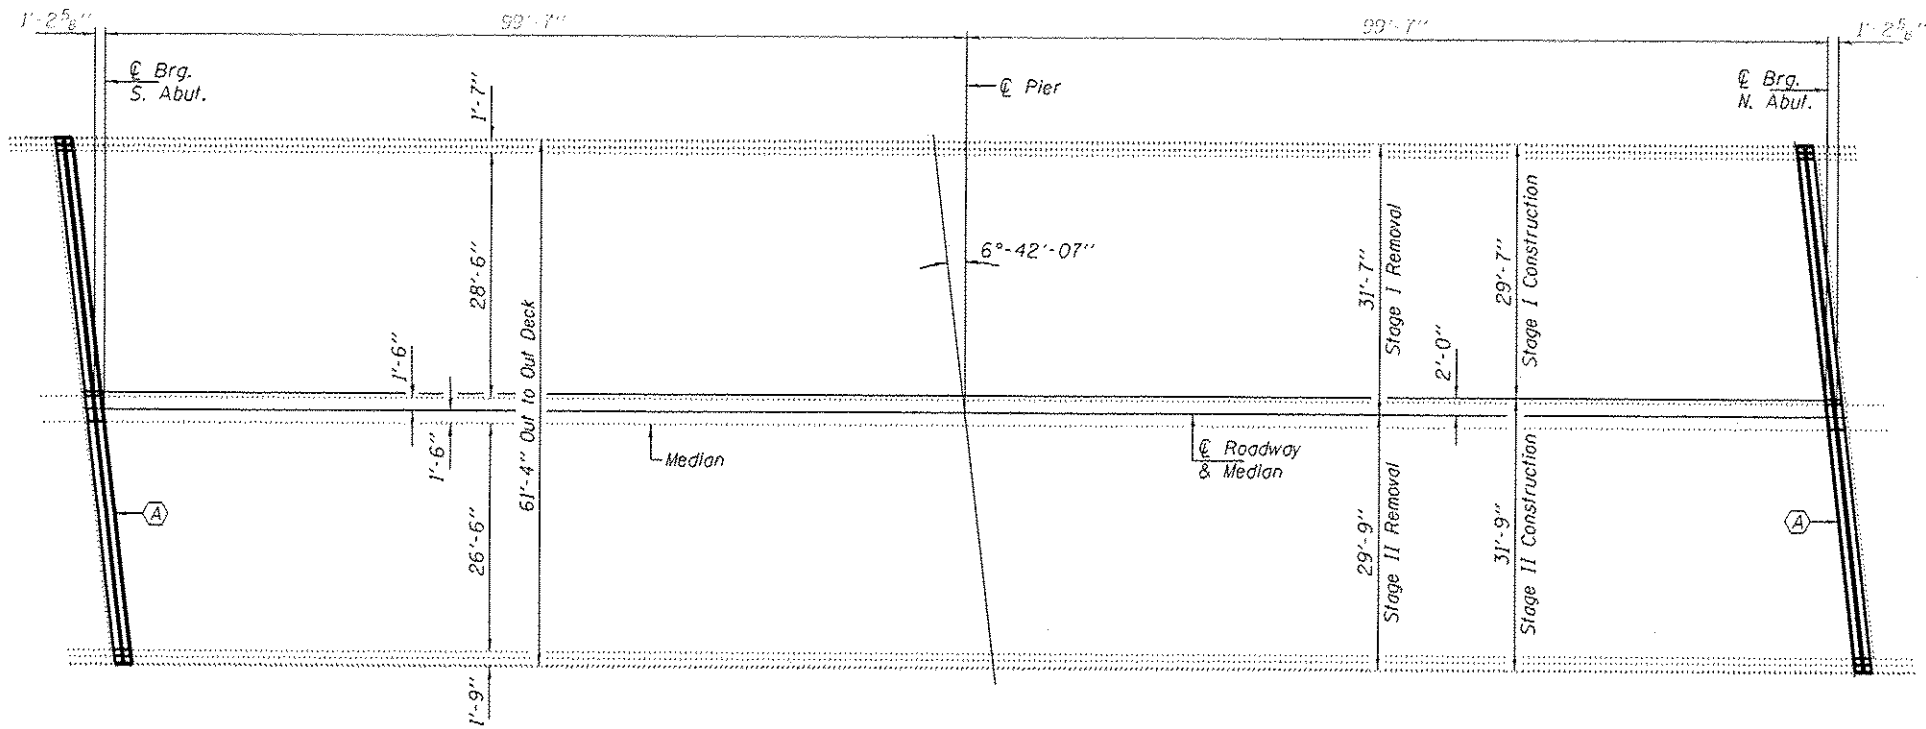 1'-2⅝"
99'-7"
99'-7"
1'-2⅝"
℄ Brg.
S. Abut.
℄ Pier
℄ Brg.
N. Abut.
1'-7"
28'-6"
1'-6"
1'-6"
26'-6"
1'-9"
61'-4" Out to Out Deck
6°-42'-07"
31'-7"
Stage I Removal
29'-7"
Stage I Construction
2'-0"
Median
℄ Roadway
& Median
29'-9"
Stage II Removal
31'-9"
Stage II Construction
A
A